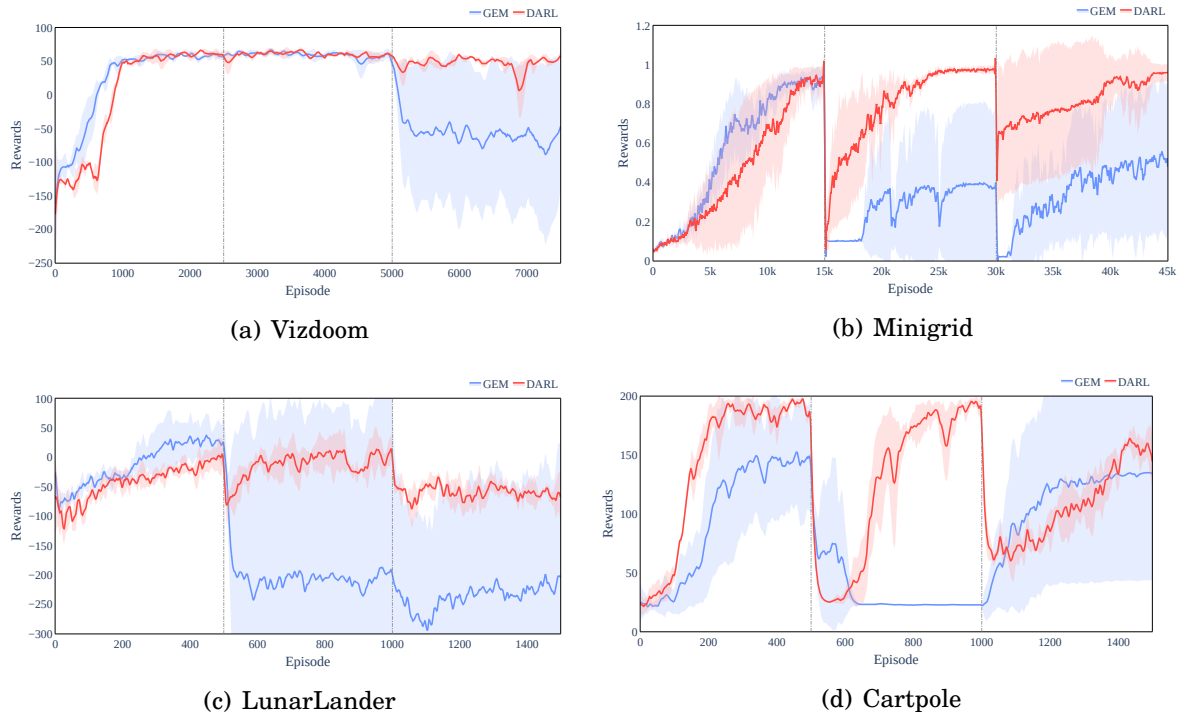 GEM DARL
100
50
0
−50
−100
−150
−200
−250
Rewards
0 1000 2000 3000 4000 5000 6000 7000
Episode
(a) Vizdoom
GEM DARL
1.2
1
0.8
0.6
0.4
0.2
0
Rewards
0 5k 10k 15k 20k 25k 30k 35k 40k 45k
Episode
(b) Minigrid
GEM DARL
100
50
0
−50
−100
−150
−200
−250
−300
Rewards
0 200 400 600 800 1000 1200 1400
Episode
(c) LunarLander
GEM DARL
200
150
100
50
0
Rewards
0 200 400 600 800 1000 1200 1400
Episode
(d) Cartpole